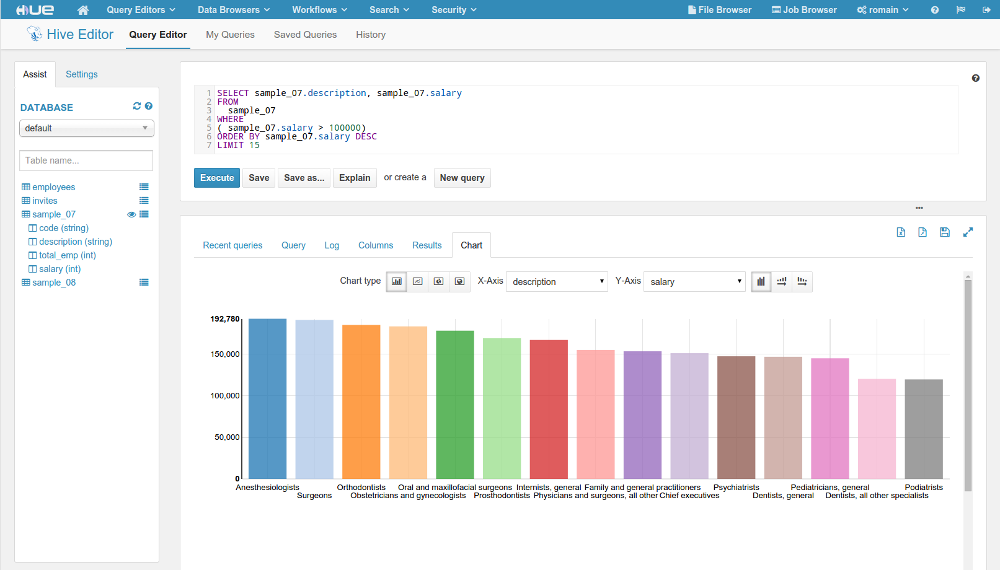 HUE Query Editors Data Browsers Workflows Search Security File Browser Job Browser romain
Hive Editor Query Editor My Queries Saved Queries History
Assist Settings
DATABASE
default
Table name...
employees
invites
sample_07
code (string)
description (string)
total_emp (int)
salary (int)
sample_08
1 SELECT sample_07.description, sample_07.salary
2 FROM
3 sample_07
4 WHERE
5 ( sample_07.salary > 100000)
6 ORDER BY sample_07.salary DESC
7 LIMIT 15
Execute Save Save as... Explain or create a New query
Recent queries Query Log Columns Results Chart
Chart type X-Axis description Y-Axis salary
192,780
150,000
100,000
50,000
0
Anesthesiologists Orthodontists Oral and maxillofacial surgeons Internists, general Family and general practitioners Psychiatrists Pediatricians, general Podiatrists
Surgeons Obstetricians and gynecologists Prosthodontists Physicians and surgeons, all other Chief executives Dentists, general Dentists, all other specialists